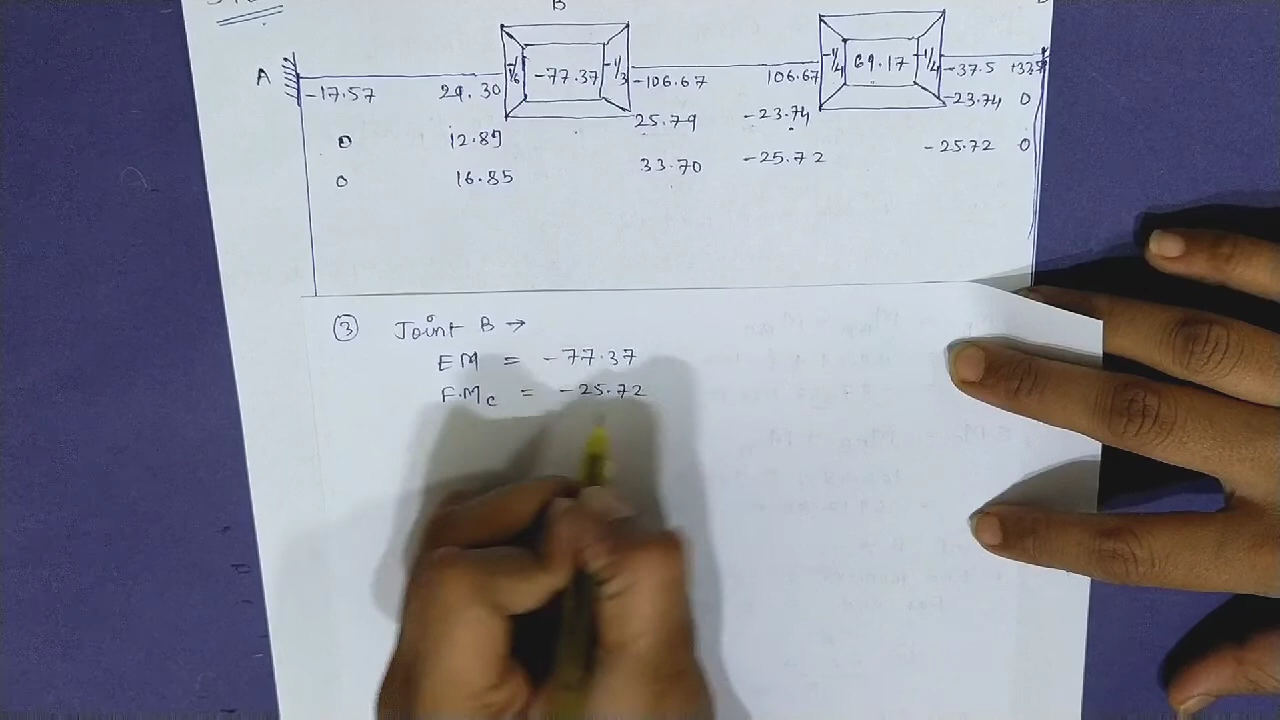 B
A -17.57 29.30 -1/6 -77.37 -1/3 -106.67 106.67 -1/4 69.17 -1/4 -37.5
0 12.89 25.79 -23.74 -23.74 0
0 16.85 33.70 -25.72 -25.72 0
③ Joint B →
EM = -77.37
F.Mc = -25.72